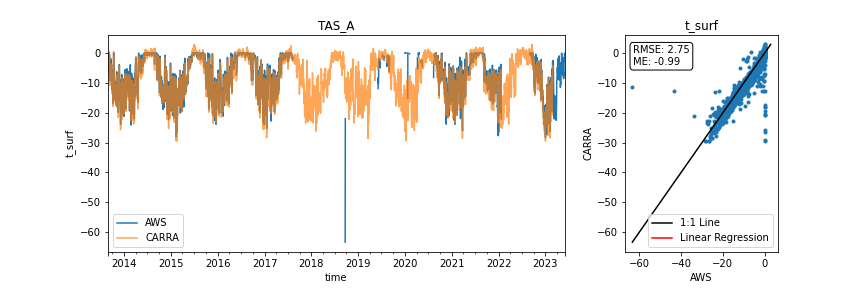 TAS_A
0
−10
−20
−30
−40
−50
−60
t_surf
AWS
CARRA
2014 2015 2016 2017 2018 2019 2020 2021 2022 2023
time
t_surf
RMSE: 2.75
ME: -0.99
0
−10
−20
−30
−40
−50
−60
CARRA
1:1 Line
Linear Regression
−60 −40 −20 0
AWS